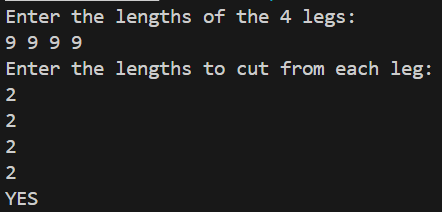 Enter the lengths of the 4 legs:
9 9 9 9
Enter the lengths to cut from each leg:
2
2
2
2
YES